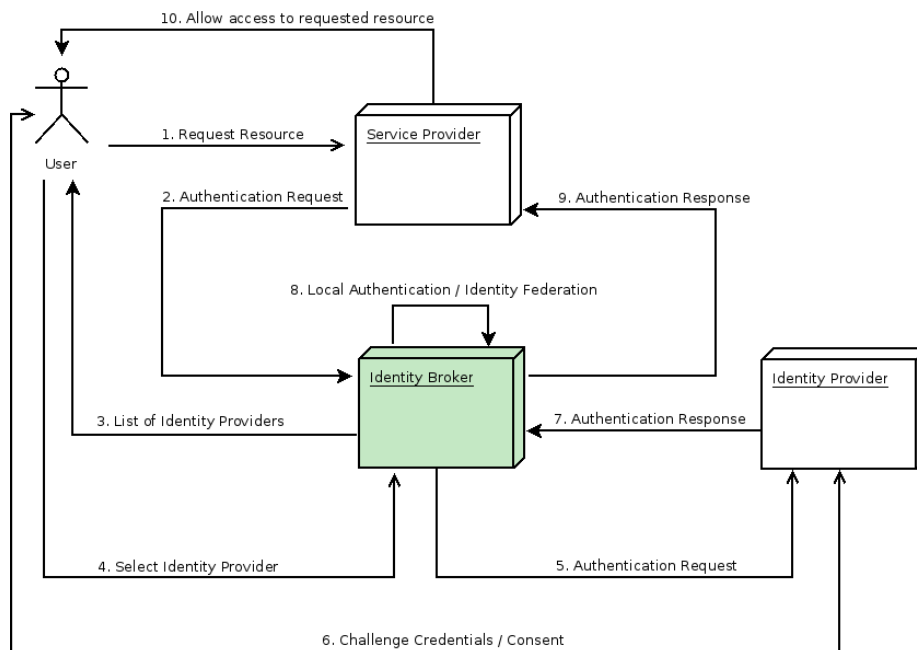 10. Allow access to requested resource
1. Request Resource
Service Provider
User
2. Authentication Request
9. Authentication Response
8. Local Authentication / Identity Federation
Identity Broker
Identity Provider
3. List of Identity Providers
7. Authentication Response
4. Select Identity Provider
5. Authentication Request
6. Challenge Credentials / Consent